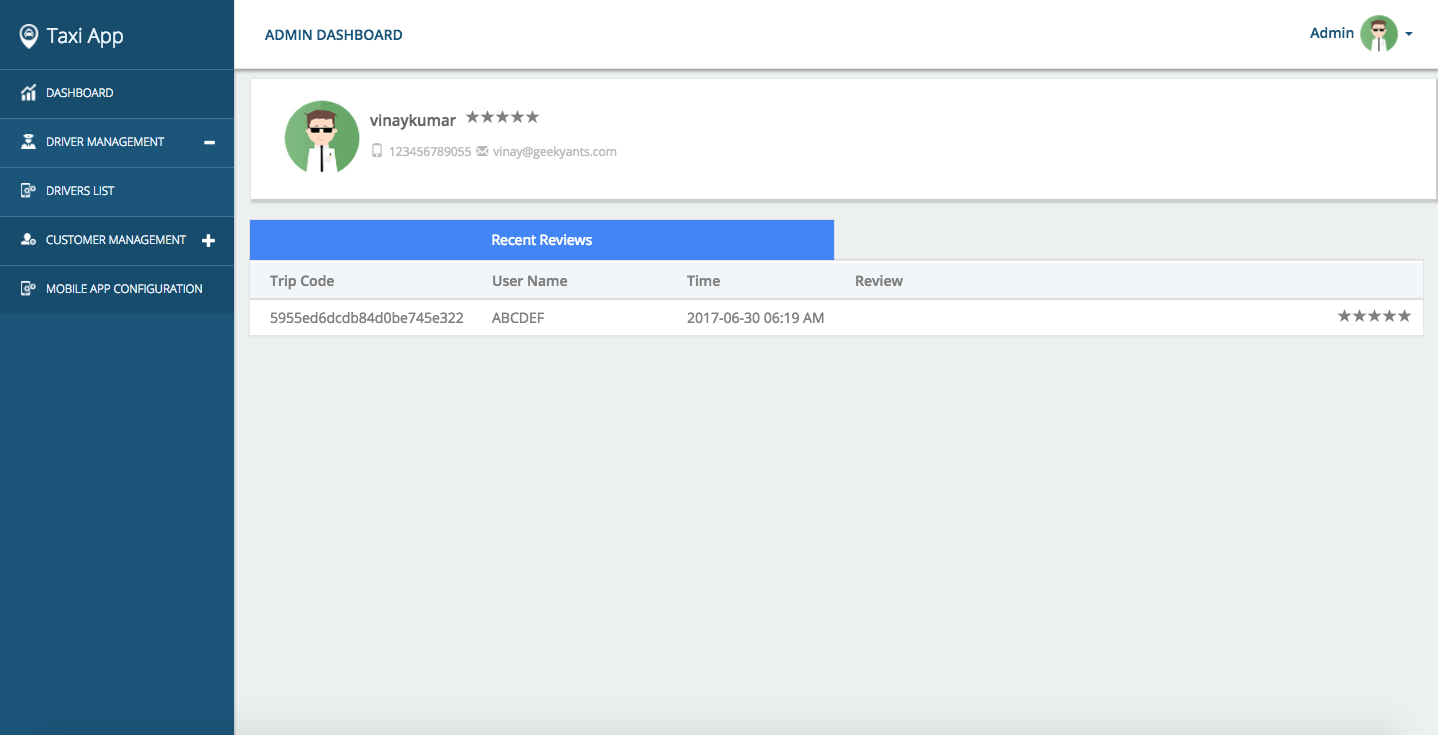 Taxi App
ADMIN DASHBOARD
Admin
DASHBOARD
DRIVER MANAGEMENT
DRIVERS LIST
CUSTOMER MANAGEMENT
MOBILE APP CONFIGURATION
vinaykumar ★★★★★
123456789055 vinay@geekyants.com
Recent Reviews
Trip Code User Name Time Review
5955ed6dcdb84d0be745e322 ABCDEF 2017-06-30 06:19 AM ★★★★★